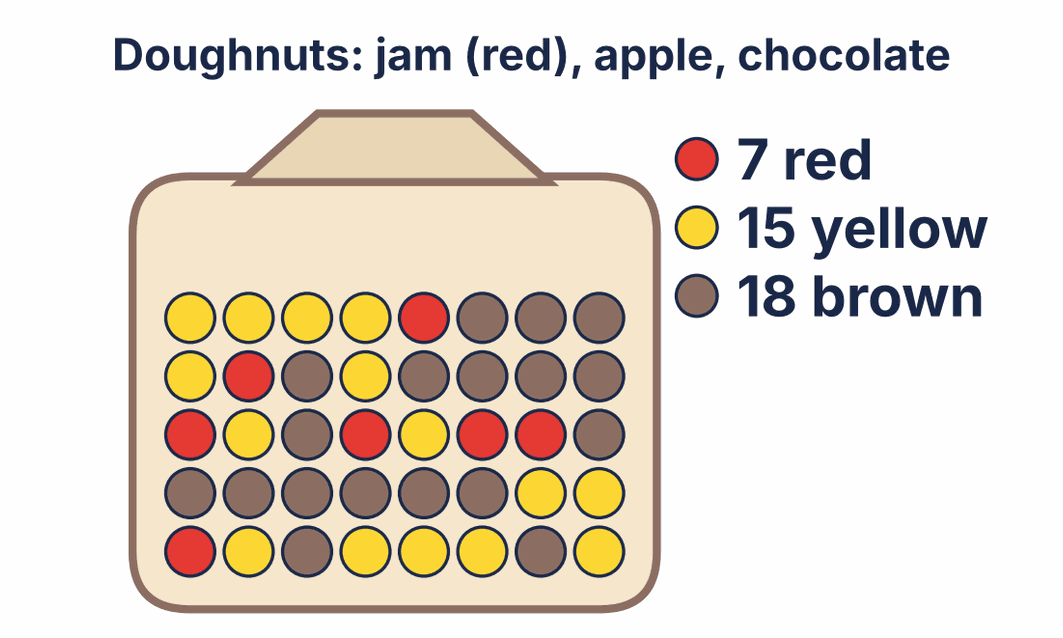 Doughnuts: jam (red), apple, chocolate
7 red
15 yellow
18 brown